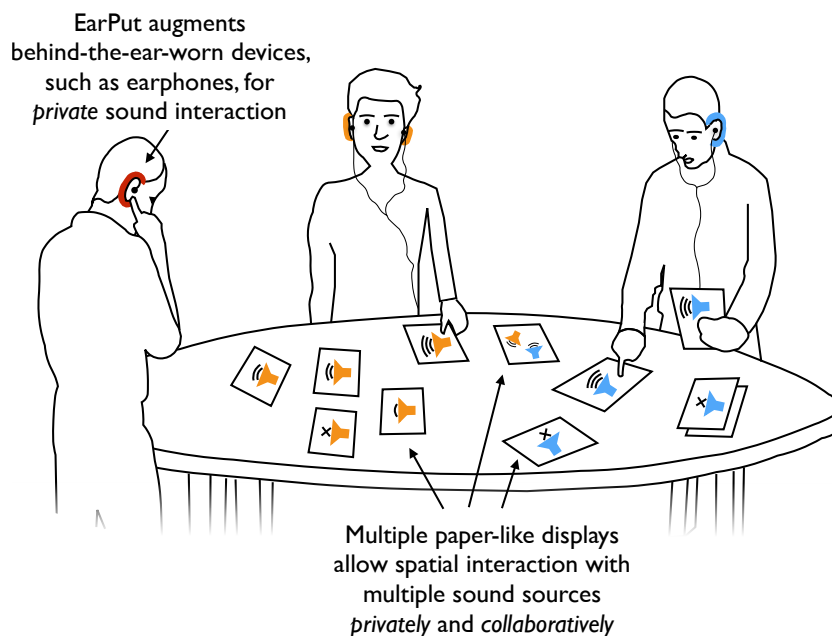 EarPut augments
behind-the-ear-worn devices,
such as earphones, for
private sound interaction
Multiple paper-like displays
allow spatial interaction with
multiple sound sources
privately and collaboratively